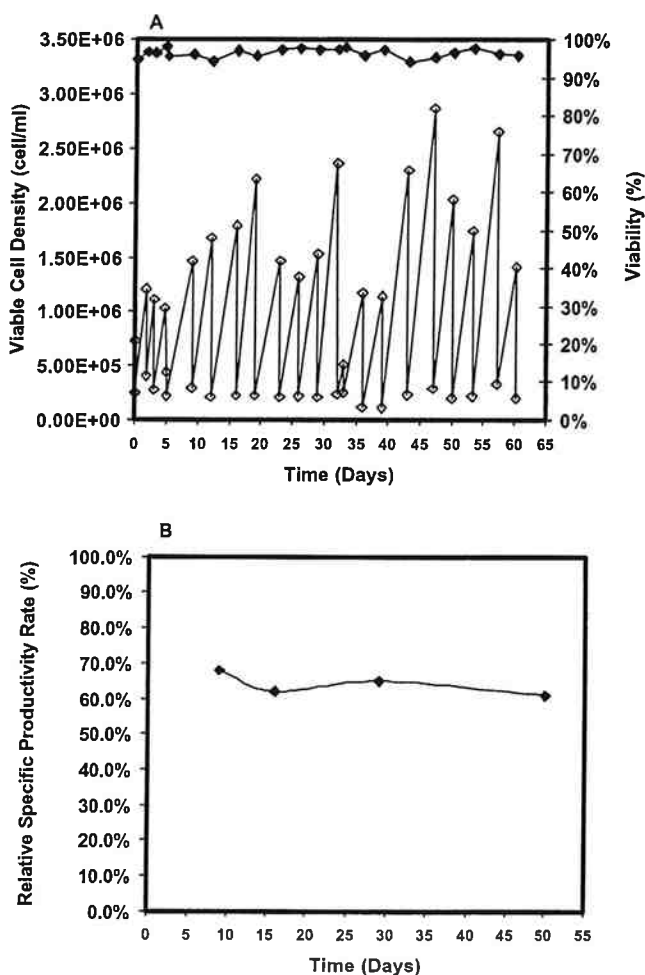 A
3.50E+06
3.00E+06
2.50E+06
2.00E+06
1.50E+06
1.00E+06
5.00E+05
0.00E+00
Viable Cell Density (cell/ml)
100%
90%
80%
70%
60%
50%
40%
30%
20%
10%
0%
Viability (%)
0 5 10 15 20 25 30 35 40 45 50 55 60 65
Time (Days)
B
100.0%
90.0%
80.0%
70.0%
60.0%
50.0%
40.0%
30.0%
20.0%
10.0%
0.0%
Relative Specific Productivity Rate (%)
0 5 10 15 20 25 30 35 40 45 50 55
Time (Days)